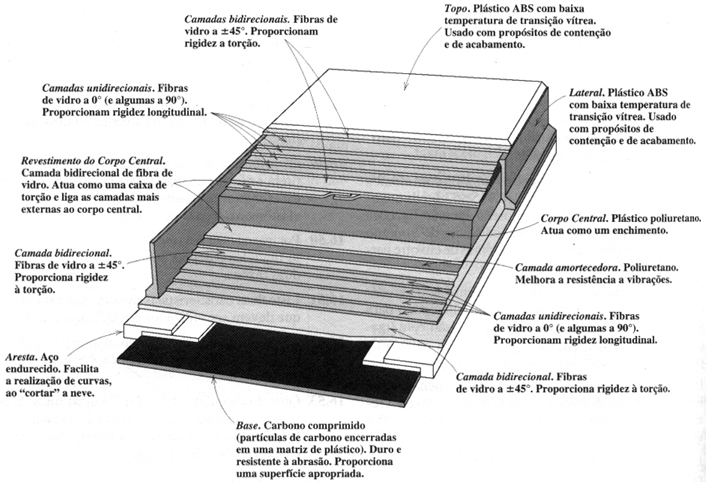 Camadas bidirecionais. Fibras de
vidro a ±45°. Proporcionam
rigidez a torção.
Topo. Plástico ABS com baixa
temperatura de transição vítrea.
Usado com propósitos de contenção
e de acabamento.
Camadas unidirecionais. Fibras
de vidro a 0° (e algumas a 90°).
Proporcionam rigidez longitudinal.
Lateral. Plástico ABS
com baixa temperatura de
transição vítrea. Usado
com propósitos de
contenção e de acabamento.
Revestimento do Corpo Central.
Camada bidirecional de fibra de
vidro. Atua como uma caixa de
torção e liga as camadas mais
externas ao corpo central.
Corpo Central. Plástico poliuretano.
Atua como um enchimento.
Camada bidirecional.
Fibras de vidro a ±45°.
Proporciona rigidez
à torção.
Camada amortecedora. Poliuretano.
Melhora a resistência a vibrações.
Camadas unidirecionais. Fibras
de vidro a 0° (e algumas a 90°).
Proporcionam rigidez longitudinal.
Aresta. Aço
endurecido. Facilita
a realização de curvas,
ao “cortar” a neve.
Camada bidirecional. Fibras
de vidro a ±45°. Proporciona rigidez à torção.
Base. Carbono comprimido
(partículas de carbono encerradas
em uma matriz de plástico). Duro e
resistente à abrasão. Proporciona
uma superfície apropriada.